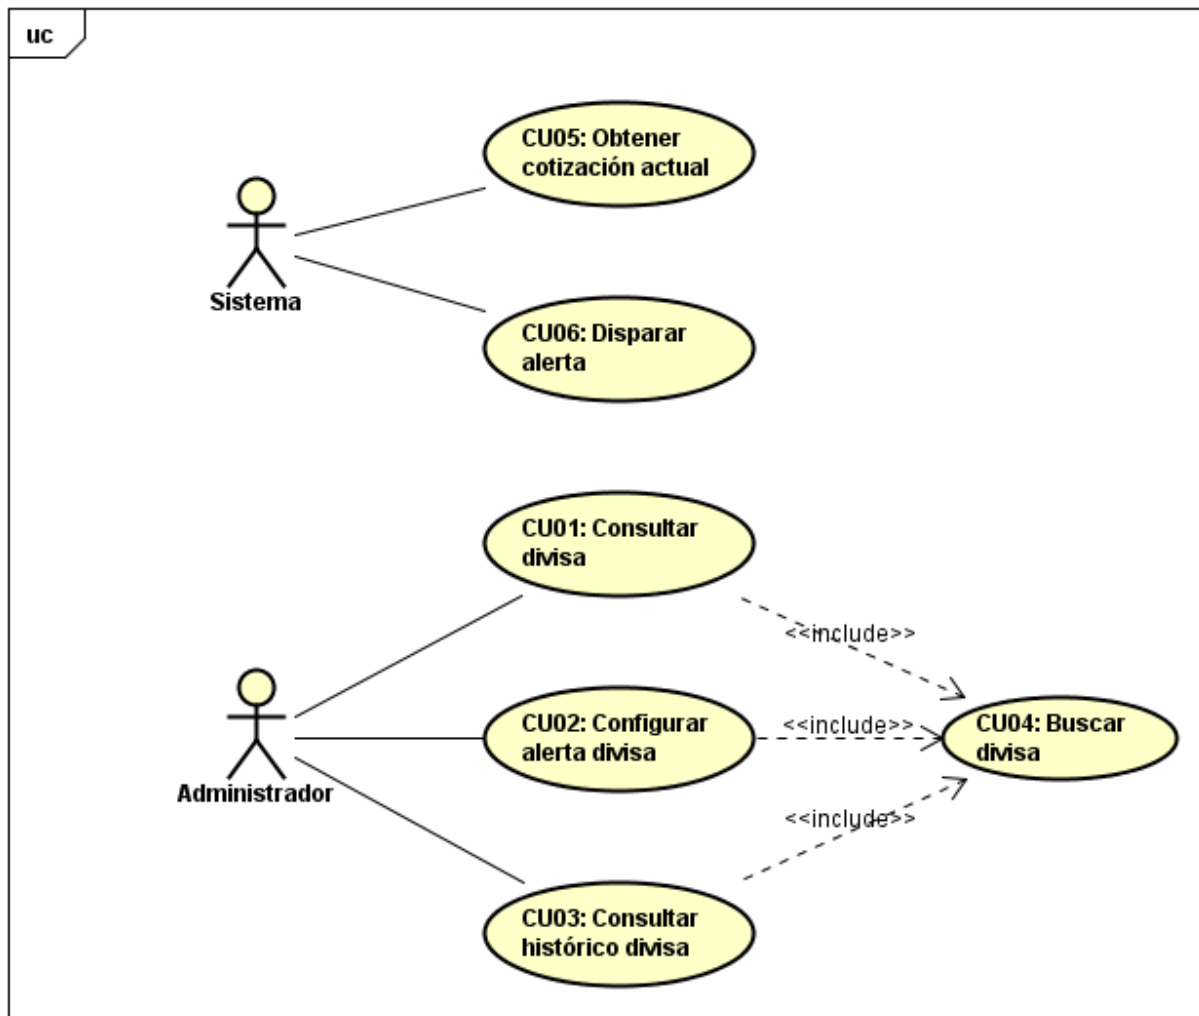 uc
CU05: Obtener
cotización actual
Sistema
CU06: Disparar
alerta
CU01: Consultar
divisa
<<include>>
Administrador
CU02: Configurar
alerta divisa
<<include>>
CU04: Buscar
divisa
<<include>>
CU03: Consultar
histórico divisa